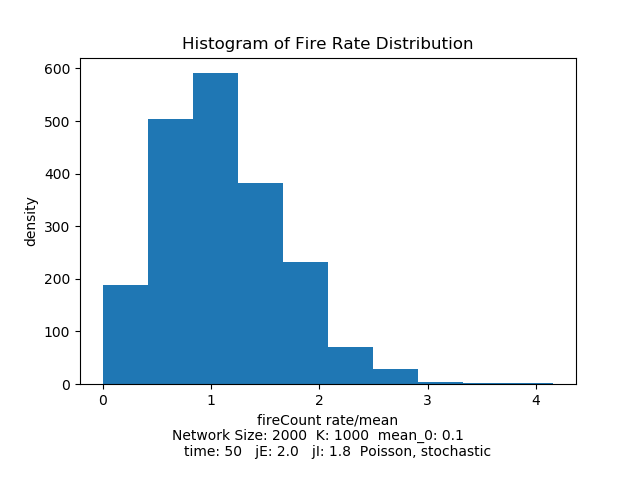 Histogram of Fire Rate Distribution
600
500
400
300
200
100
0
density
0 1 2 3 4
fireCount rate/mean
Network Size: 2000 K: 1000 mean_0: 0.1
time: 50 jE: 2.0 jI: 1.8 Poisson, stochastic